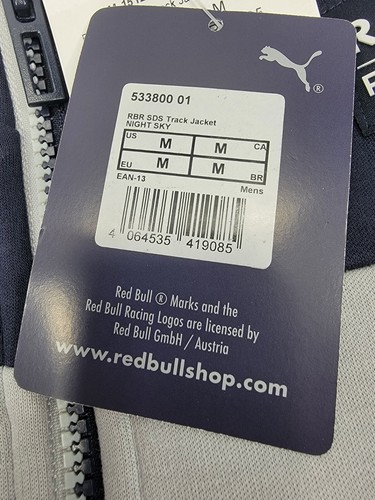 M
®
533800 01
RBR SDS Track Jacket
NIGHT SKY
US M M CA
EU M M BR
EAN-13 Mens
4 064535 419085
Red Bull ® Marks and the
Red Bull Racing Logos are licensed by
Red Bull GmbH / Austria
www.redbullshop.com